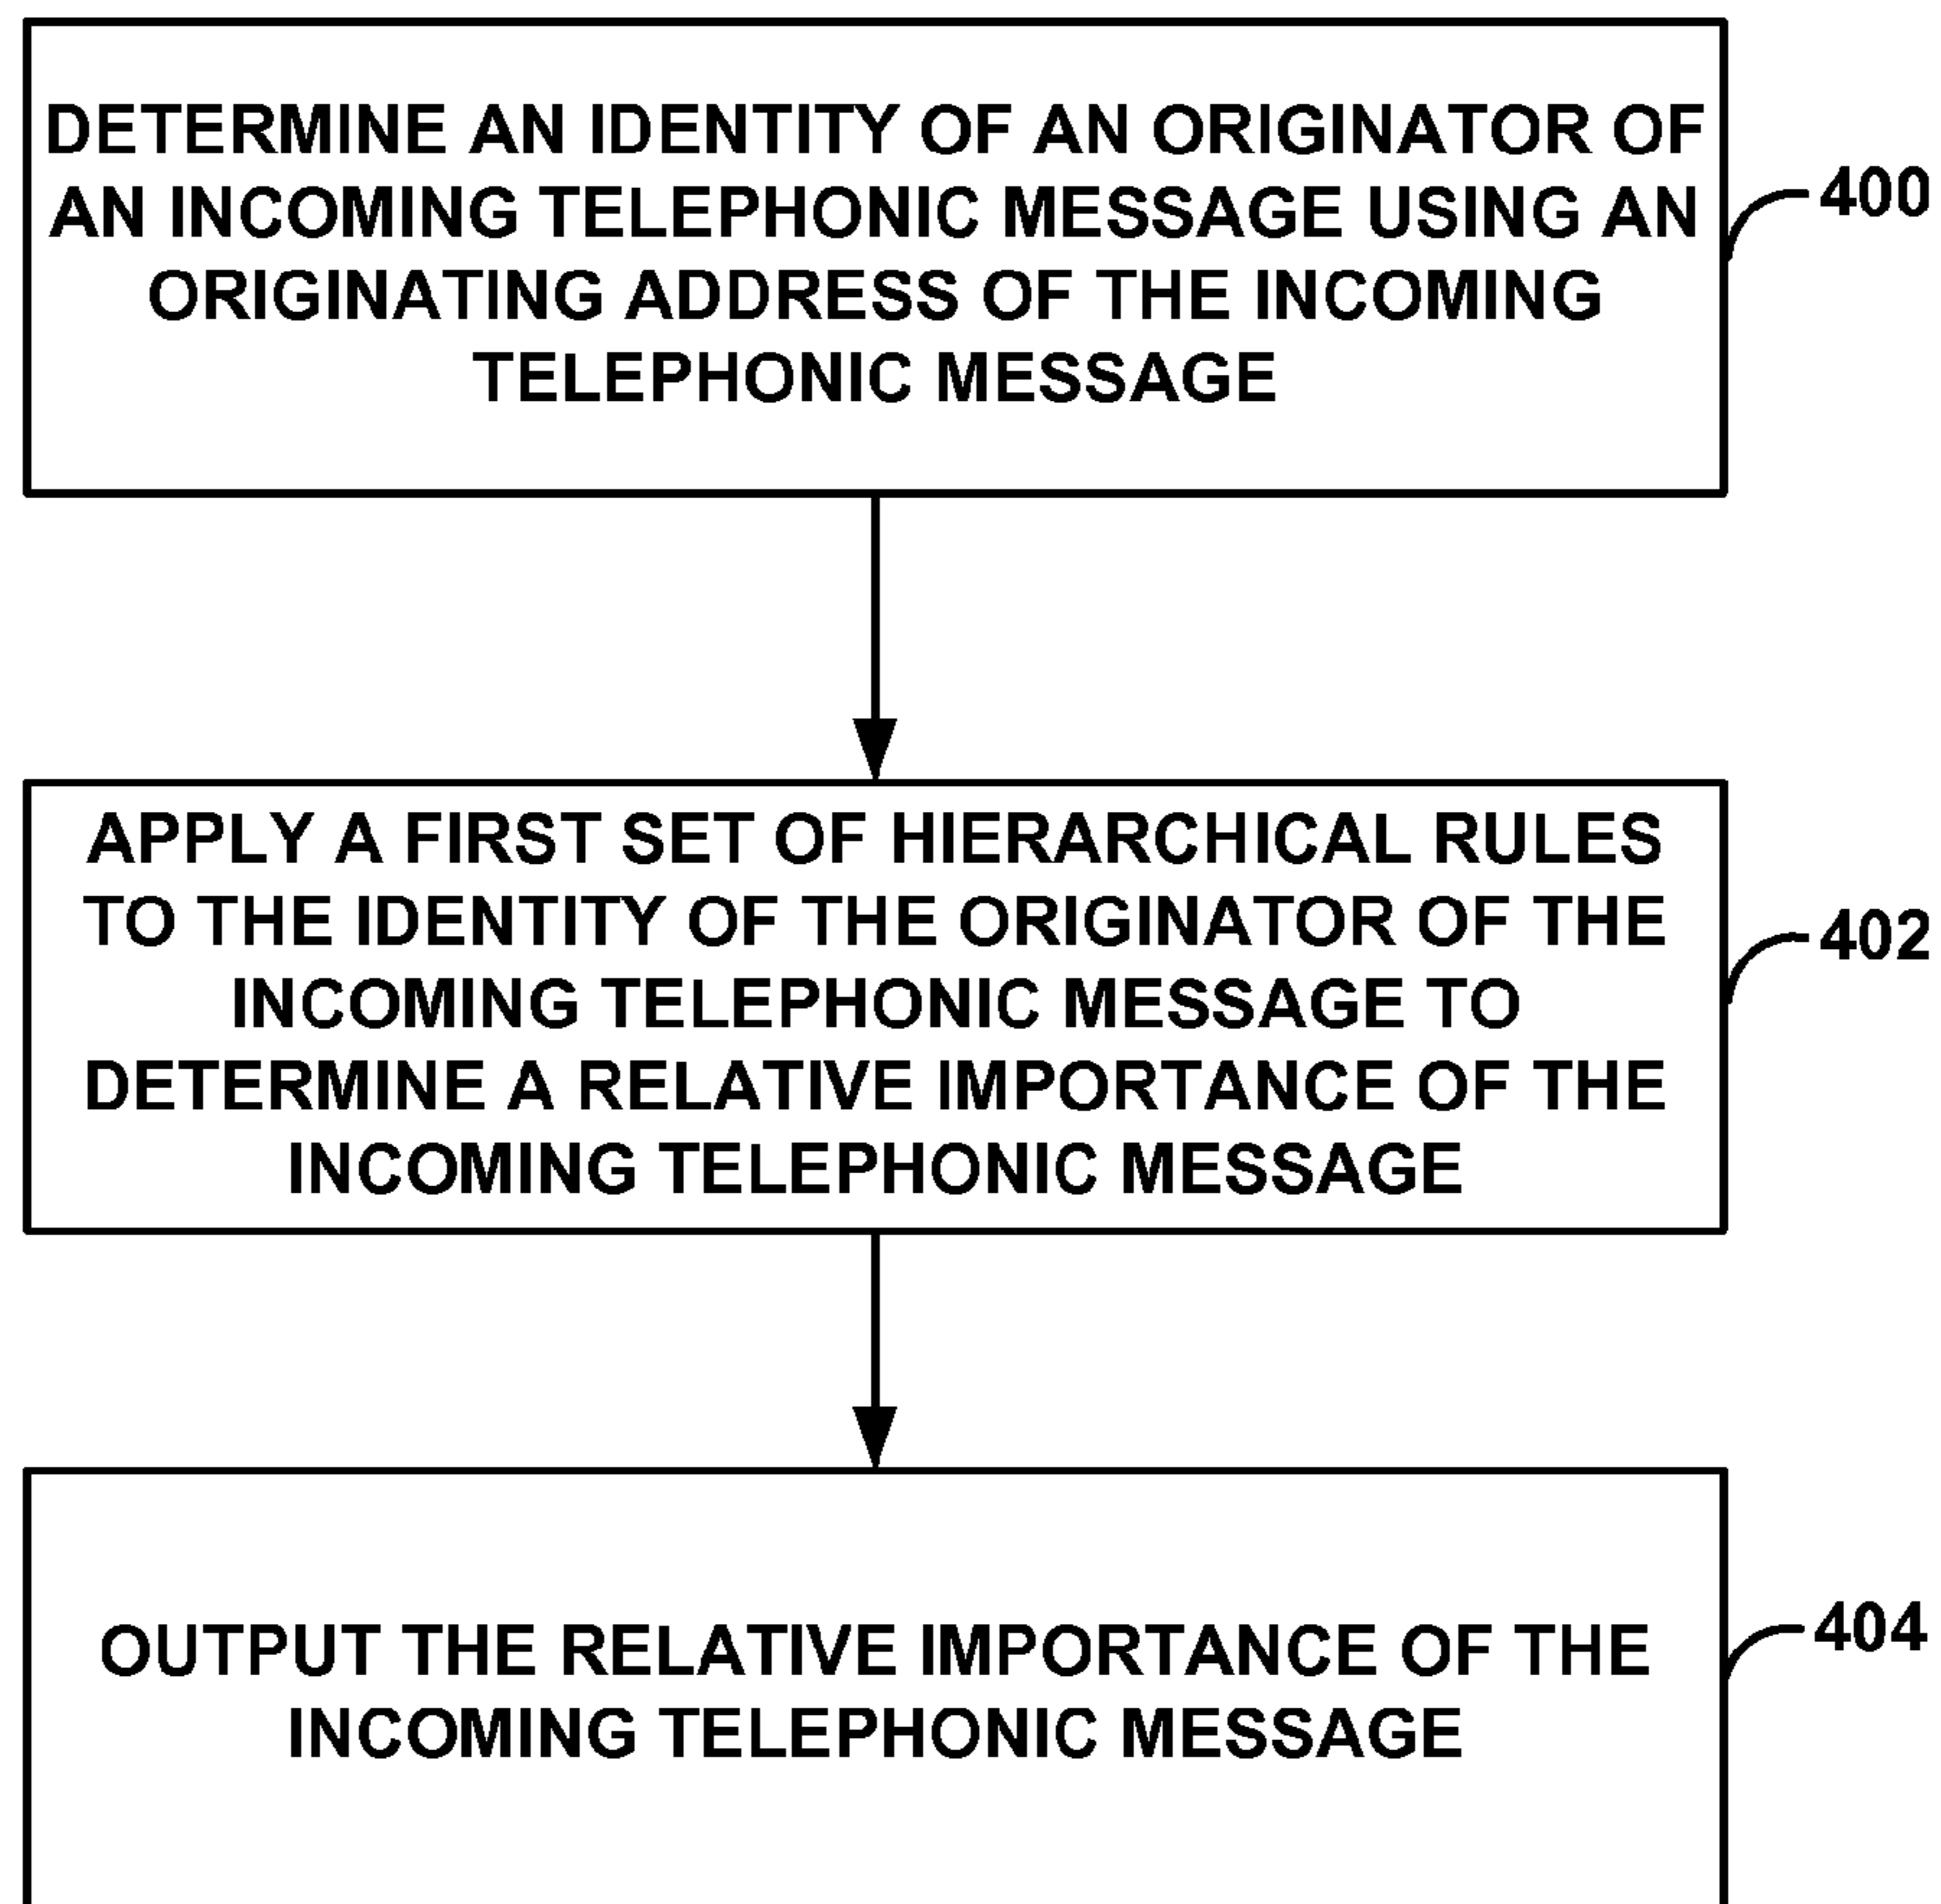 DETERMINE AN IDENTITY OF AN ORIGINATOR OF
AN INCOMING TELEPHONIC MESSAGE USING AN
ORIGINATING ADDRESS OF THE INCOMING
TELEPHONIC MESSAGE
400
APPLY A FIRST SET OF HIERARCHICAL RULES
TO THE IDENTITY OF THE ORIGINATOR OF THE
INCOMING TELEPHONIC MESSAGE TO
DETERMINE A RELATIVE IMPORTANCE OF THE
INCOMING TELEPHONIC MESSAGE
402
OUTPUT THE RELATIVE IMPORTANCE OF THE
INCOMING TELEPHONIC MESSAGE
404